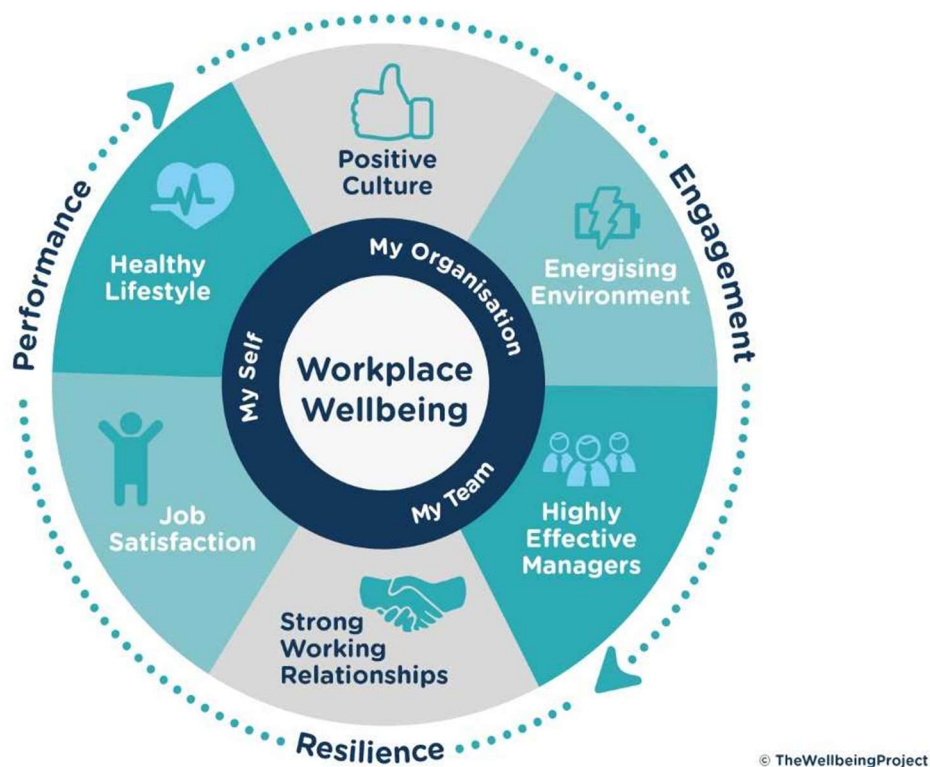 Positive
Culture
Engagement
Energising
Environment
Highly
Effective
Managers
Strong
Working
Relationships
Resilience
Job
Satisfaction
Healthy
Lifestyle
Performance
My Organisation
My Team
My Self
Workplace
Wellbeing
© TheWellbeingProject